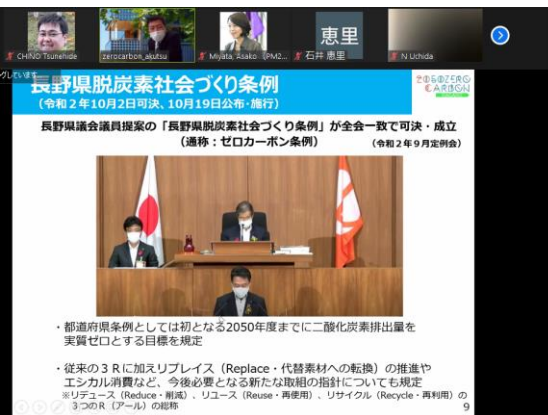 CHINO Tsunehide
zerocarbon_akutsu
Miyata, Asako (PM2...
恵里
石井 恵里
N Uchida
グしています
長野県脱炭素社会づくり条例
(令和2年10月2日可決、10月19日公布・施行)
2050ZERO
CARBON
長野県議会議員提案の「長野県脱炭素社会づくり条例」が全会一致で可決・成立
(通称:ゼロカーボン条例)
(令和2年9月定例会)
・都道府県条例としては初となる2050年度までに二酸化炭素排出量を
実質ゼロとする目標を規定
・従来の3Rに加えリプレイス(Replace・代替素材への転換)の推進や
エシカル消費など、今後必要となる新たな取組の指針についても規定
※リデュース(Reduce・削減)、リユース(Reuse・再使用)、リサイクル(Recycle・再利用)の
3つのR(アール)の総称
9